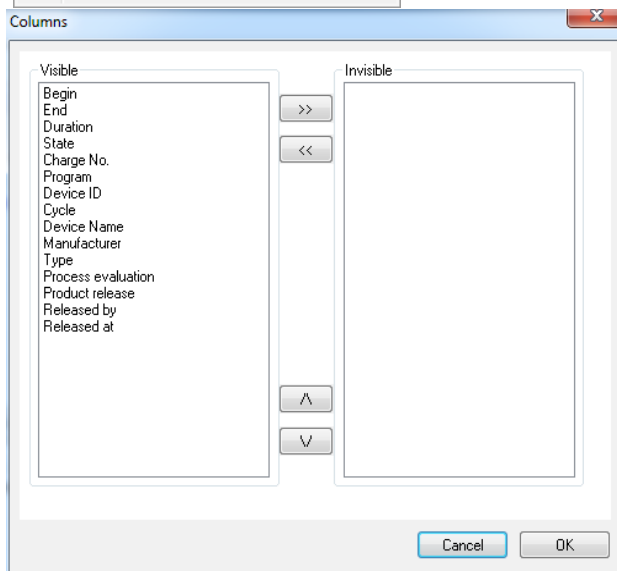 Columns
X
Visible
Invisible
Begin
End
Duration
State
Charge No.
Program
Device ID
Cycle
Device Name
Manufacturer
Type
Process evaluation
Product release
Released by
Released at
>>
<<
/\
\/
Cancel
OK